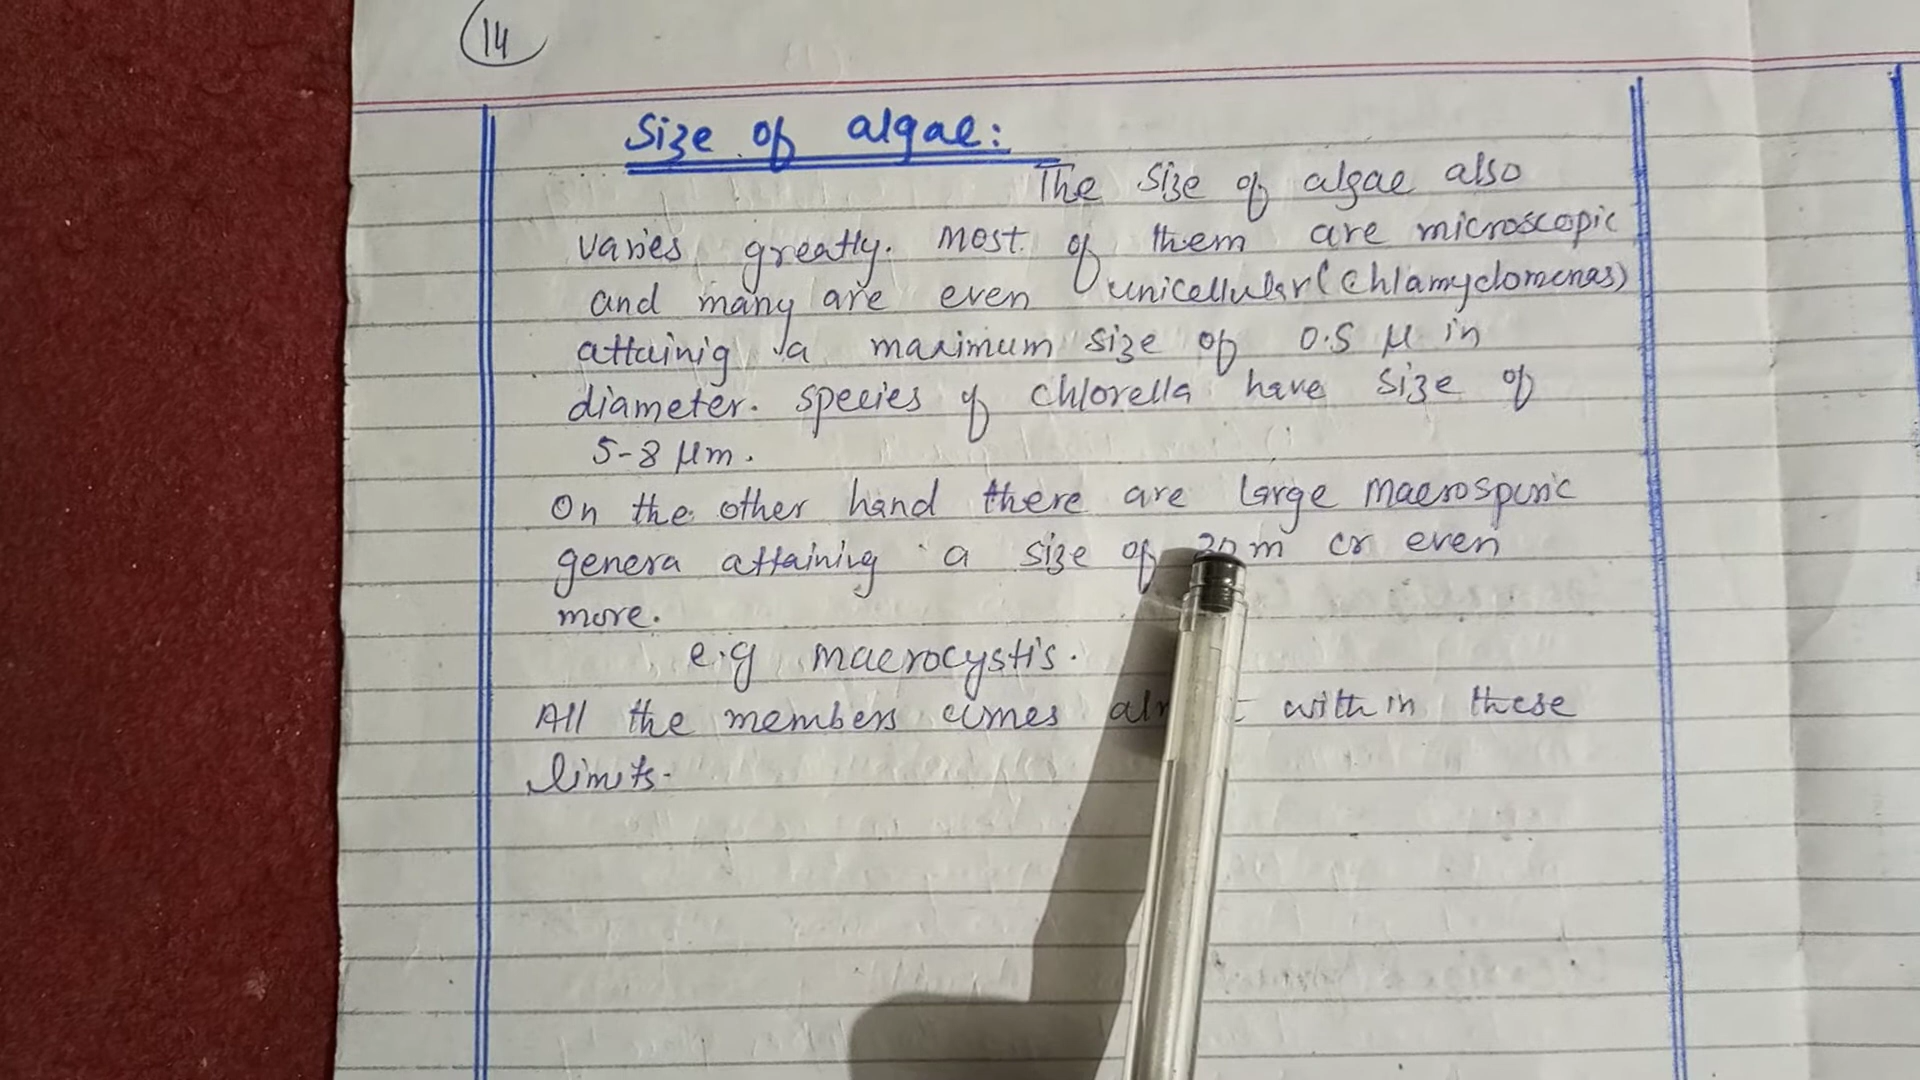 14
Size of algae:
The size of algae also
varies greatly. Most of them are microscopic
and many are even unicellular (Chlamyclomenas)
attainig a maximum size of 0.5 μ in
diameter. species of chlorella have size of
5-8 μm.
On the other hand there are large
genera attaining a size of m or even
more.
e.g macrocystis.
All the members comes with in these
limits.